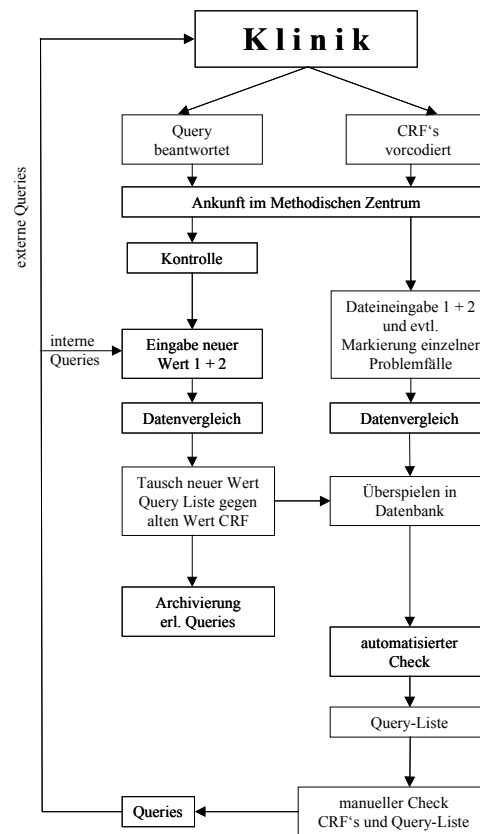 Klinik
Query
beantwortet
CRF‘s
vorcodiert
Ankunft im Methodischen Zentrum
externe Queries
Kontrolle
Dateineingabe 1 + 2
und evtl.
Markierung einzelner
Problemfälle
interne
Queries
Eingabe neuer
Wert 1 + 2
Datenvergleich
Datenvergleich
Tausch neuer Wert
Query Liste gegen
alten Wert CRF
Überspielen in
Datenbank
Archivierung
erl. Queries
automatisierter
Check
Query-Liste
Queries
manueller Check
CRF‘s und Query-Liste